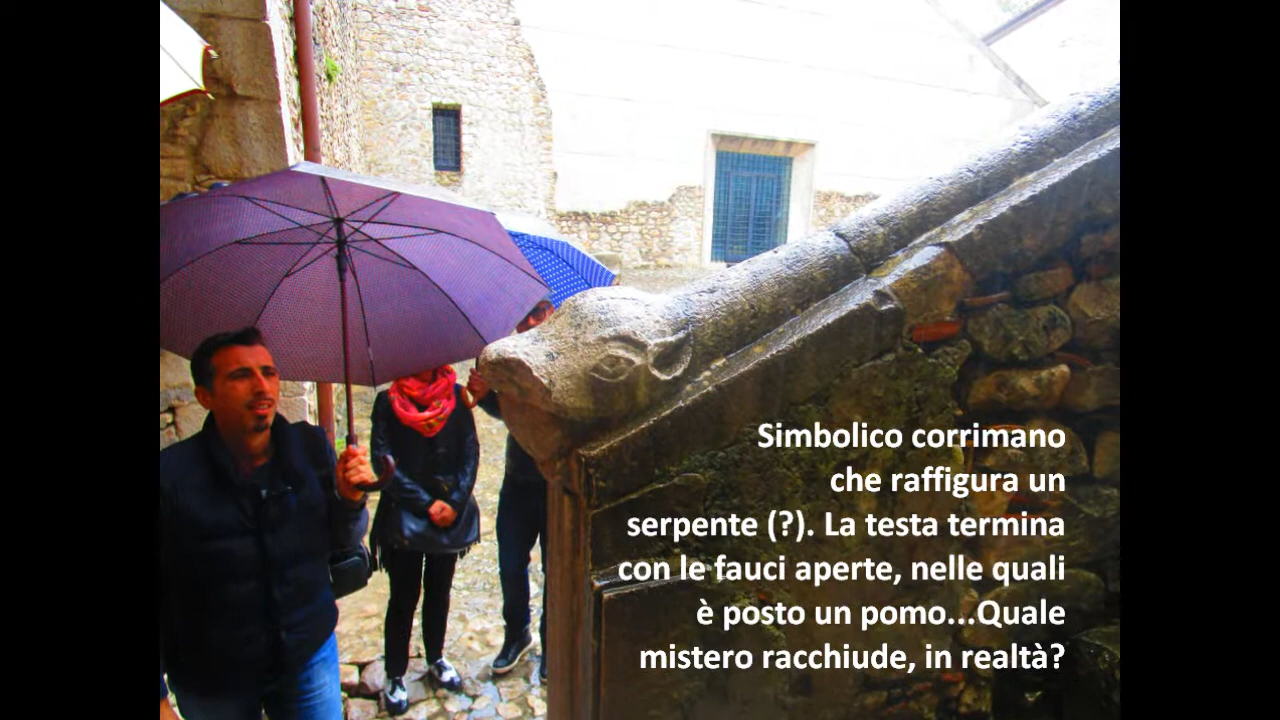 Simbolico corrimano
che raffigura un
serpente (?). La testa termina
con le fauci aperte, nelle quali
è posto un pomo...Quale
mistero racchiude, in realtà?